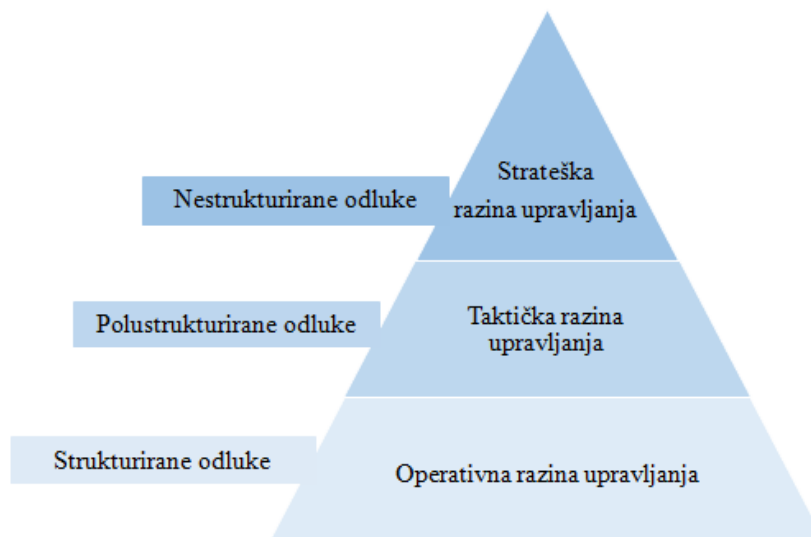 Strateška
Nestrukturirane odluke
razina upravljanja
Polustrukturirane odluke
Taktička razina
upravljanja
Strukturirane odluke
Operativna razina upravljanja